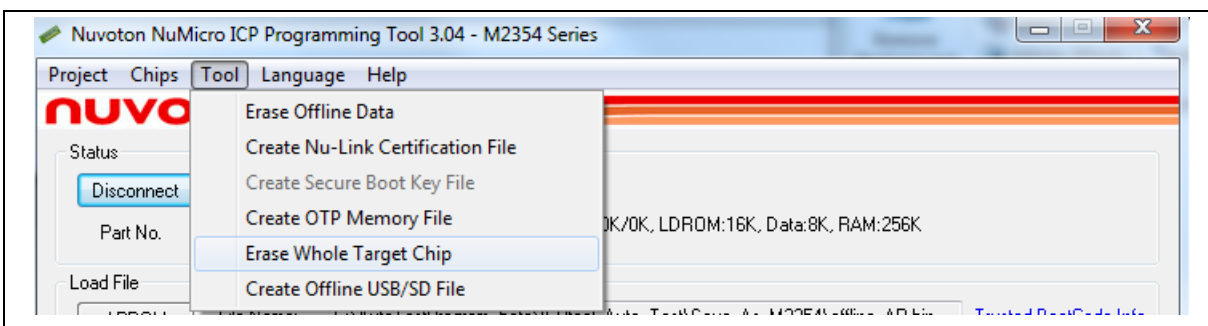 Nuvoton NuMicro ICP Programming Tool 3.04 - M2354 Series
Project Chips Tool Language Help
nuvo
Erase Offline Data
Status
Create Nu-Link Certification File
Disconnect
Create Secure Boot Key File
Create OTP Memory File
Part No.
K/0K, LDROM:16K, Data:8K, RAM:256K
Erase Whole Target Chip
Load File
Create Offline USB/SD File